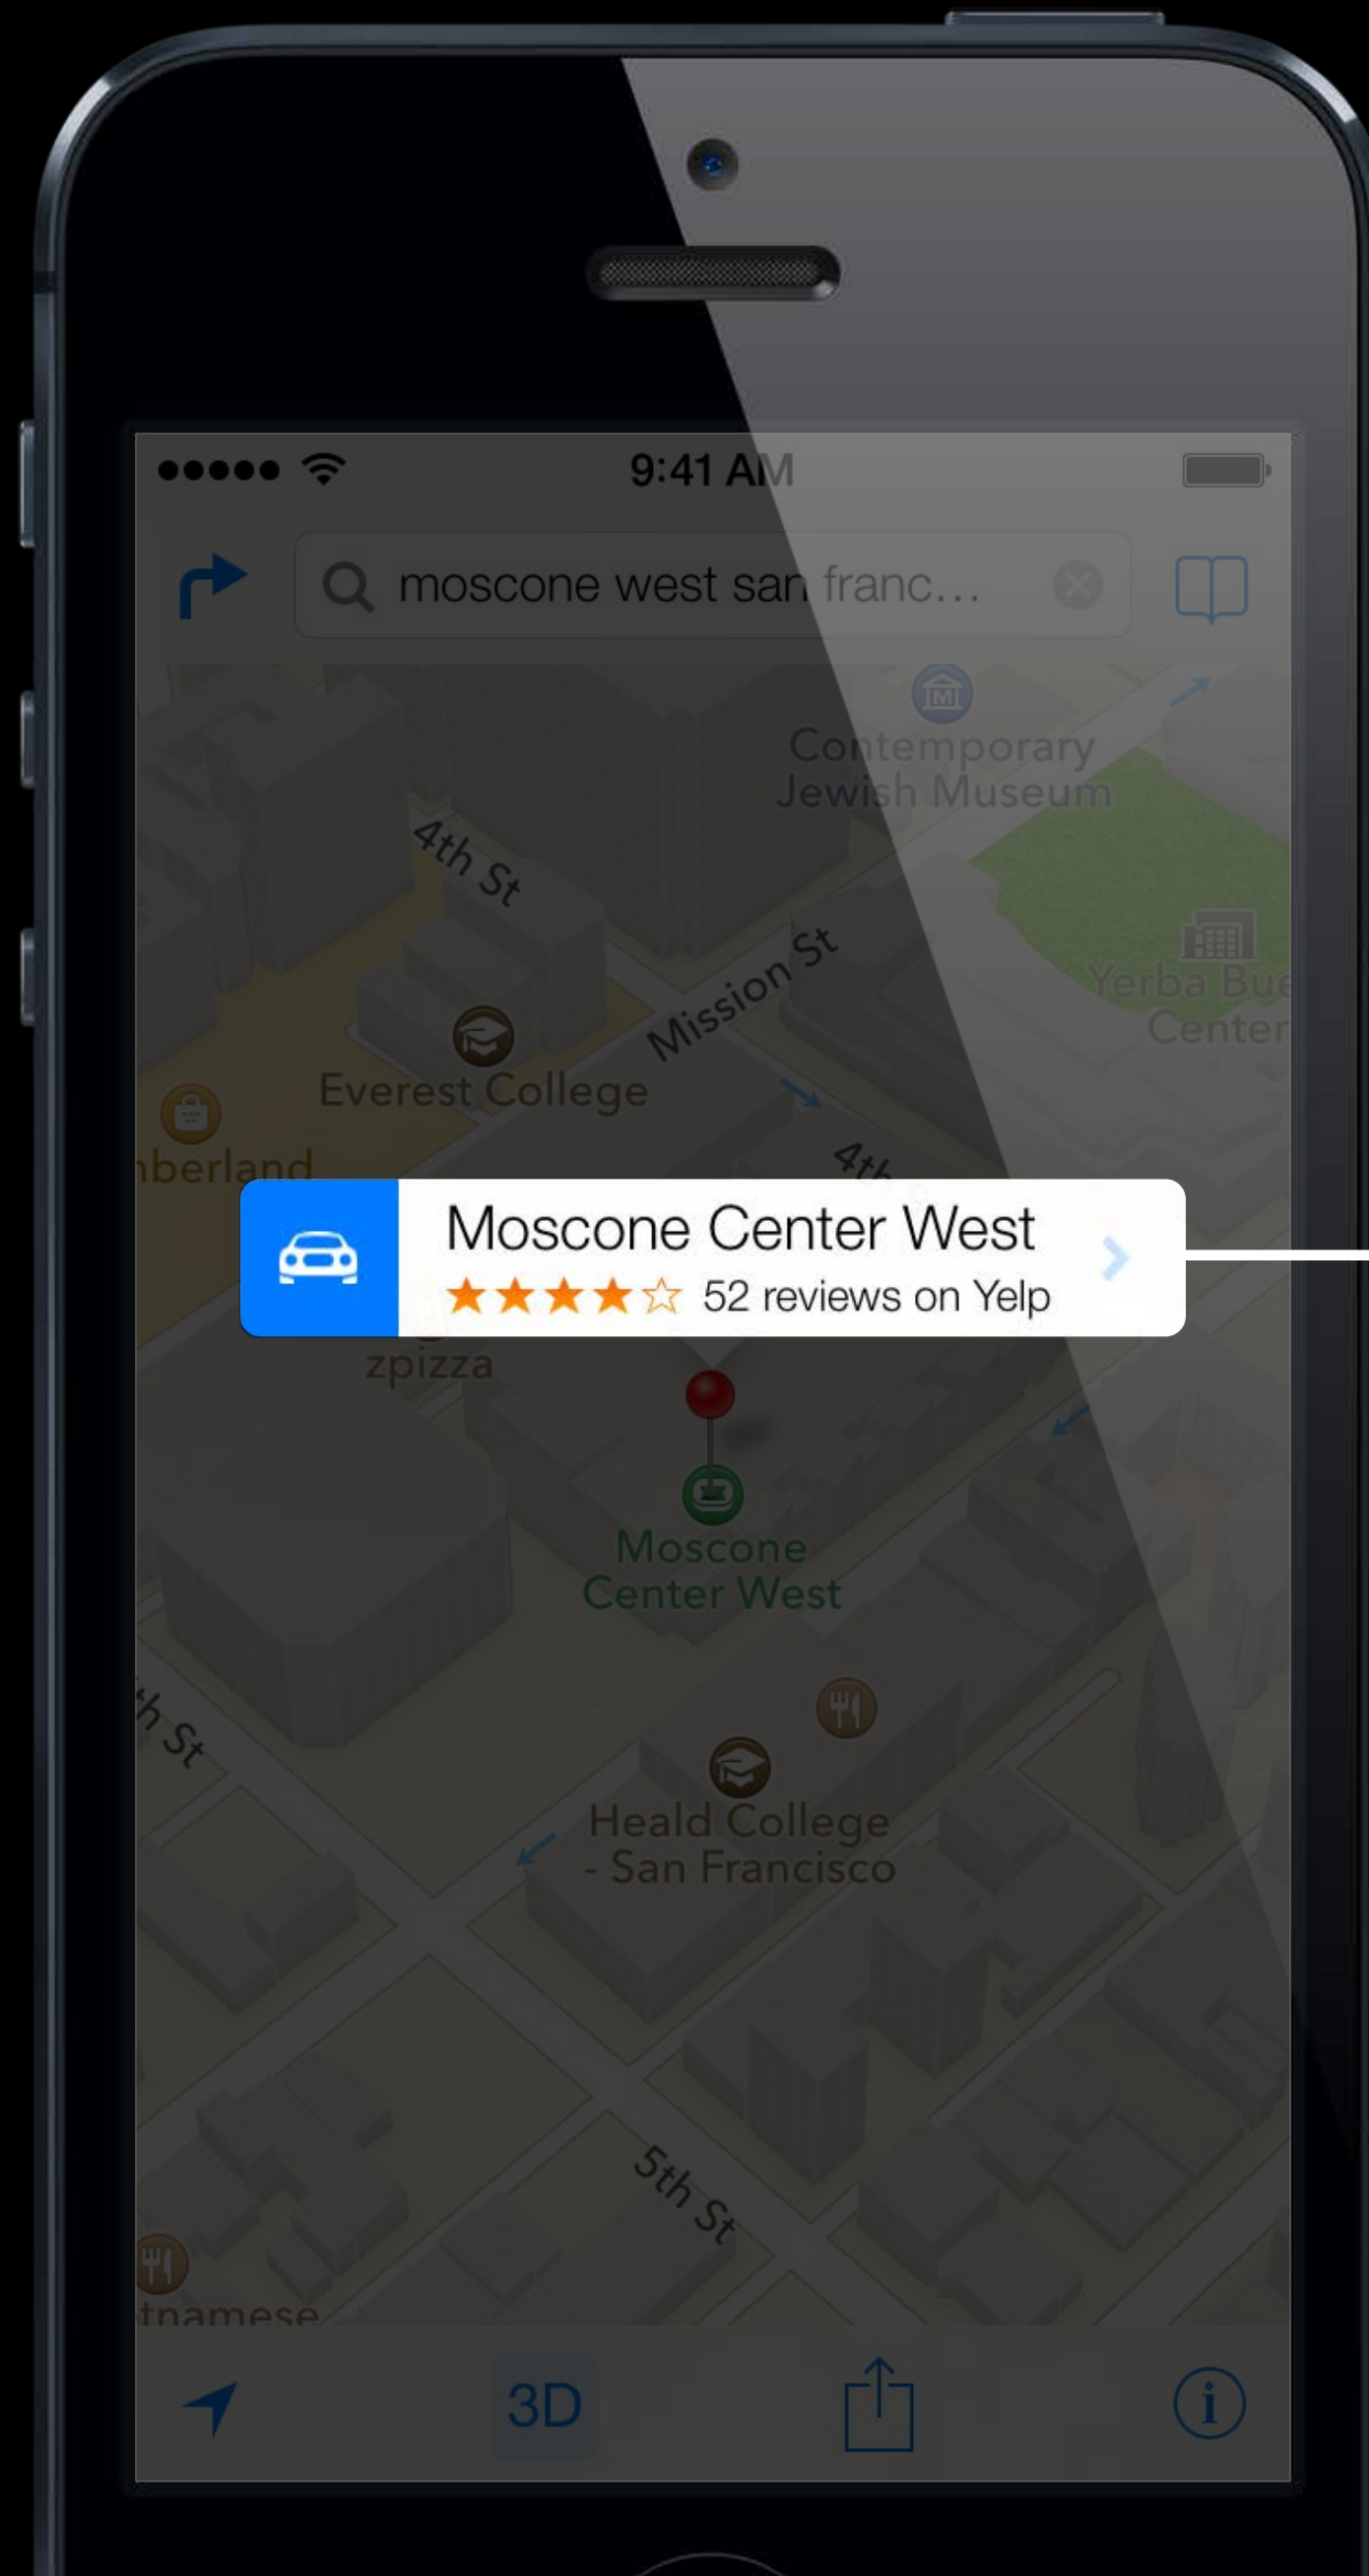 9:41 AM
moscone west san franc...
Contemporary
Jewish Museum
4th St
Mission St
Yerba Bue
Center
Everest College
nberland
4th
Moscone Center West
52 reviews on Yelp
zpizza
Moscone
Center West
th St
Heald College
- San Francisco
5th St
tnamese
3D